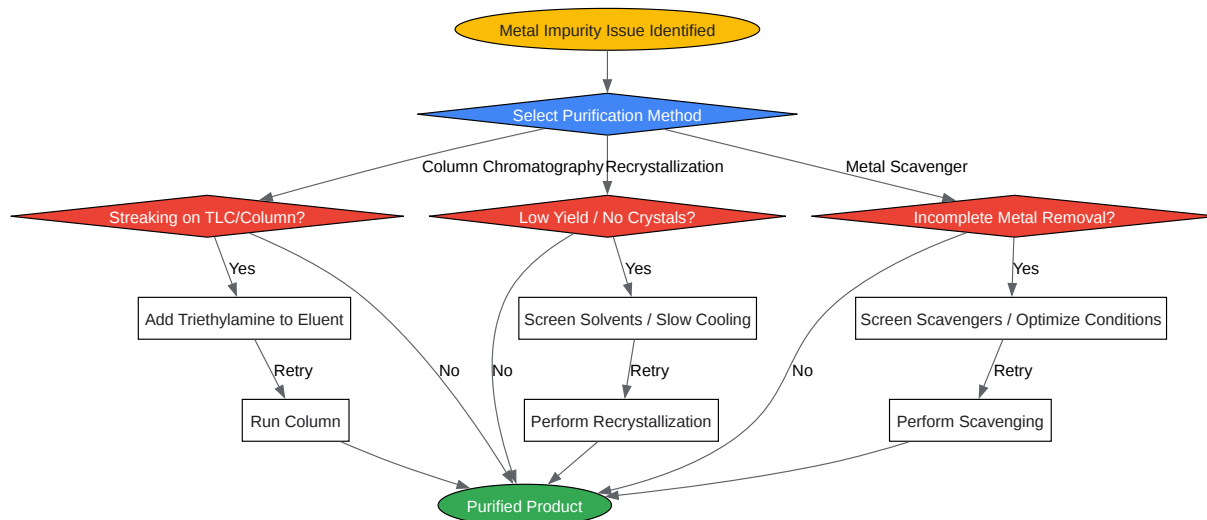 Metal Impurity Issue Identified
Select Purification Method
Column Chromatography
Recrystallization
Metal Scavenger
Streaking on TLC/Column?
Low Yield / No Crystals?
Incomplete Metal Removal?
Yes
Yes
Yes
Add Triethylamine to Eluent
Screen Solvents / Slow Cooling
Screen Scavengers / Optimize Conditions
Retry
No
No
Retry
No
Retry
Run Column
Perform Recrystallization
Perform Scavenging
Purified Product